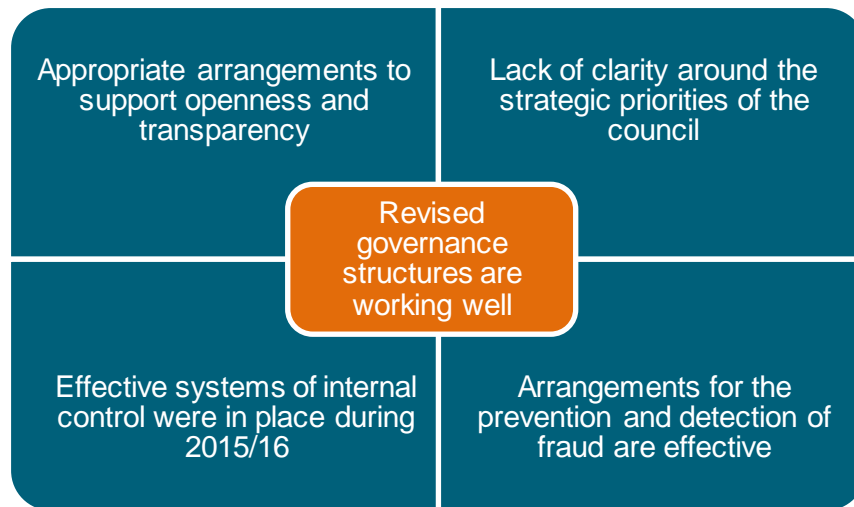 Appropriate arrangements to
support openness and
transparency
Lack of clarity around the
strategic priorities of the
council
Revised
governance
structures are
working well
Effective systems of internal
control were in place during
2015/16
Arrangements for the
prevention and detection of
fraud are effective